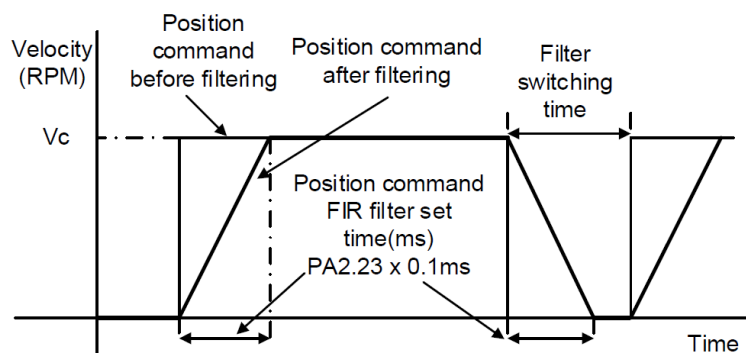 Velocity
(RPM)
Position
command
before filtering
Position command
after filtering
Filter
switching
time
Vc
Position command
FIR filter set
time(ms)
PA2.23 x 0.1ms
Time